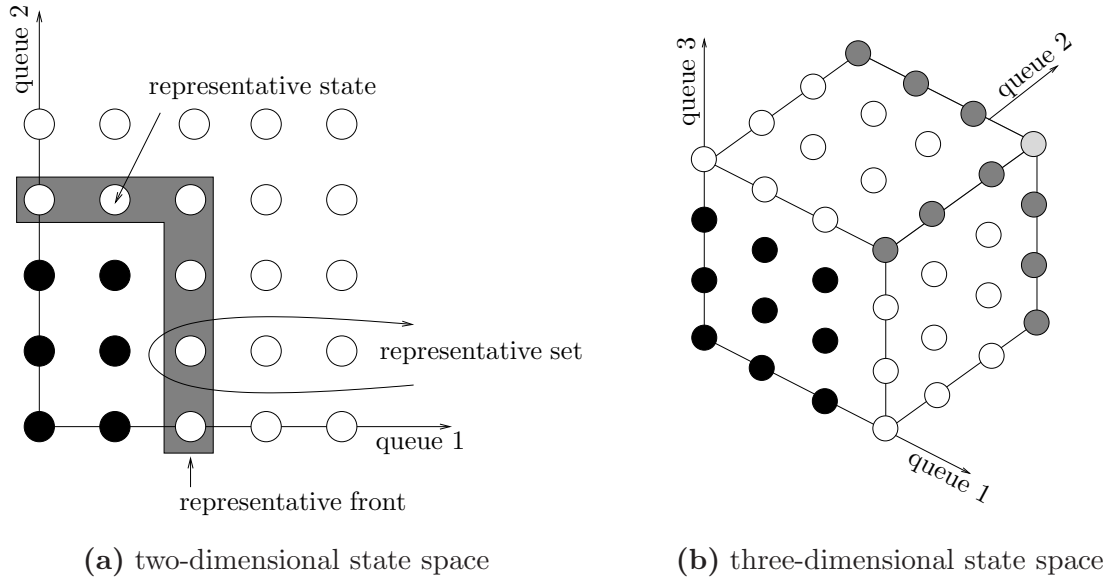 queue 2
representative state
representative set
queue 1
representative front
(a) two-dimensional state space
queue 3
queue 2
queue 1
(b) three-dimensional state space